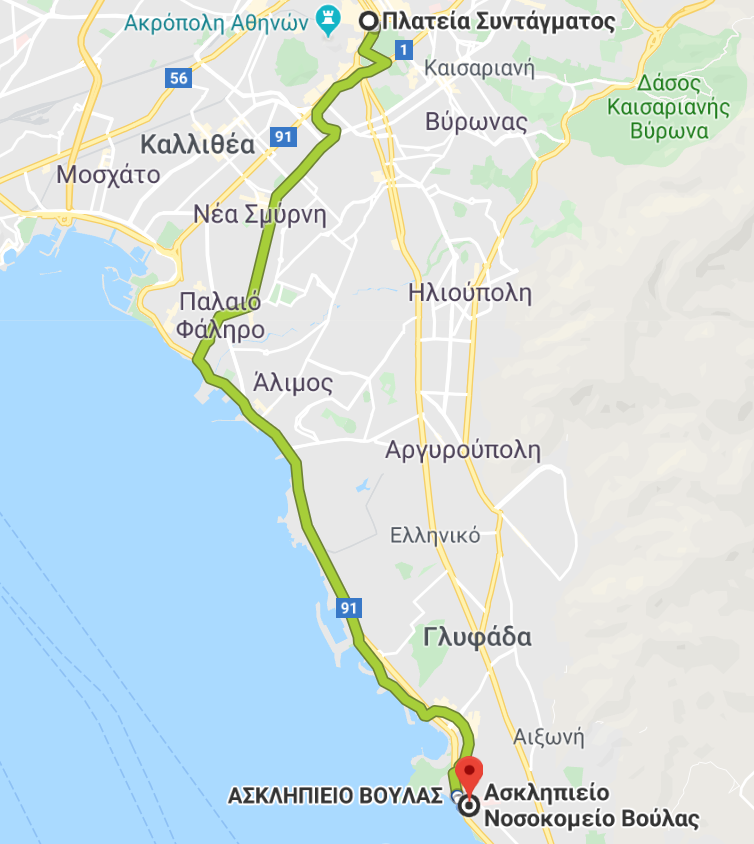 Πλατεία Συντάγματος
Ακρόπολη Αθηνών
1
Καισαριανή
56
Δάσος
Καισαριανής
Βύρωνα
Βύρωνας
91
Καλλιθέα
Μοσχάτο
Νέα Σμύρνη
Ηλιούπολη
Παλαιό
Φάληρο
Άλιμος
Αργυρούπολη
Ελληνικό
91
Γλυφάδα
Αιξωνή
ΑΣΚΛΗΠΙΕΙΟ ΒΟΥΛΑΣ
Ασκληπιείο
Νοσοκομείο Βούλας